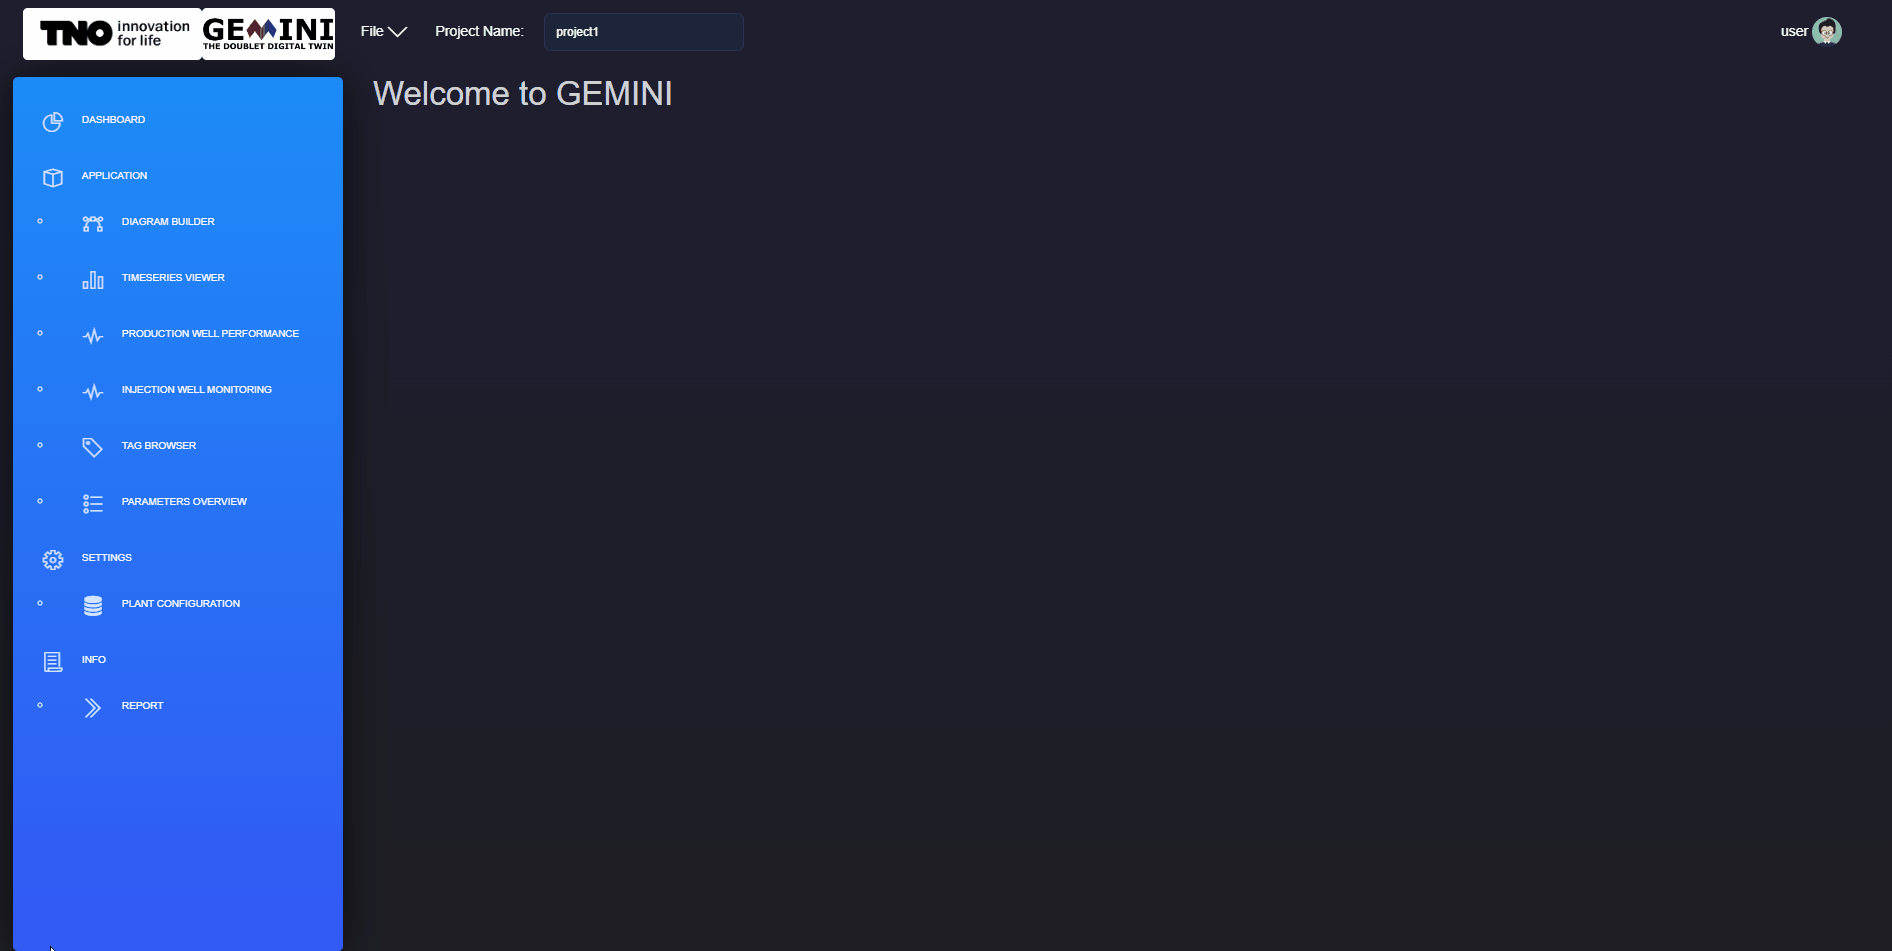 TNO innovation
for life
GEMINI
THE DOUBLET DIGITAL TWIN
File
Project Name:
project1
user
DASHBOARD
APPLICATION
DIAGRAM BUILDER
TIMESERIES VIEWER
PRODUCTION WELL PERFORMANCE
INJECTION WELL MONITORING
TAG BROWSER
PARAMETERS OVERVIEW
SETTINGS
PLANT CONFIGURATION
INFO
REPORT
Welcome to GEMINI